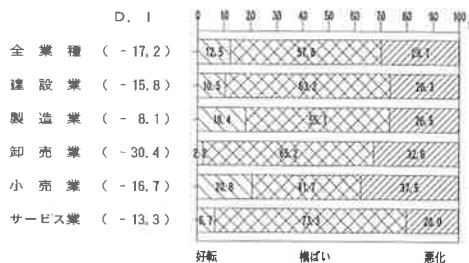 D. I 0 10 20 30 40 50 60 70 80 90 100
全業種 (-17,2) 12.5 57.8 29.7
建設業 (-15.8) 10.5 63.2 26.3
製造業 (-8.1) 18.4 55.1 26.5
卸売業 (-30.4) 2.2 65.2 32.6
小売業 (-16.7) 20.8 41.7 37.5
サービス業 (-13.3) 6.7 73.3 20.0
好転 横ばい 悪化